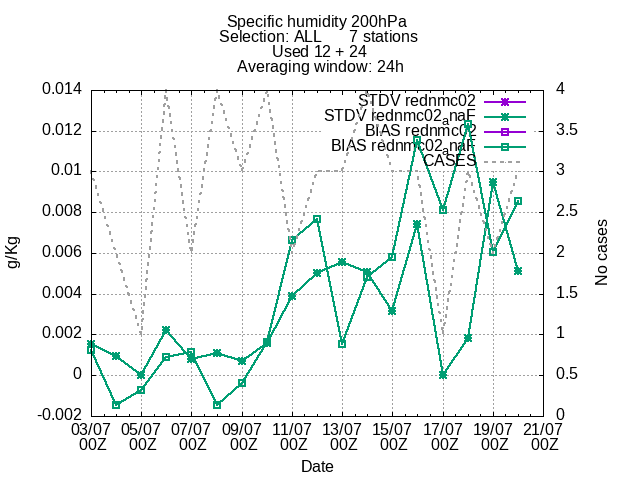 Specific humidity 200hPa
Selection: ALL 7 stations
Used 12 + 24
Averaging window: 24h
STDV rednmc02
STDV rednmc02anaF
BIAS rednmc02
BIAS rednmc02anaF
CASES
0.014
0.012
0.01
0.008
0.006
0.004
0.002
0
-0.002
g/Kg
4
3.5
3
2.5
2
1.5
1
0.5
0
No cases
03/07 05/07 07/07 09/07 11/07 13/07 15/07 17/07 19/07 21/07
00Z 00Z 00Z 00Z 00Z 00Z 00Z 00Z 00Z 00Z
Date